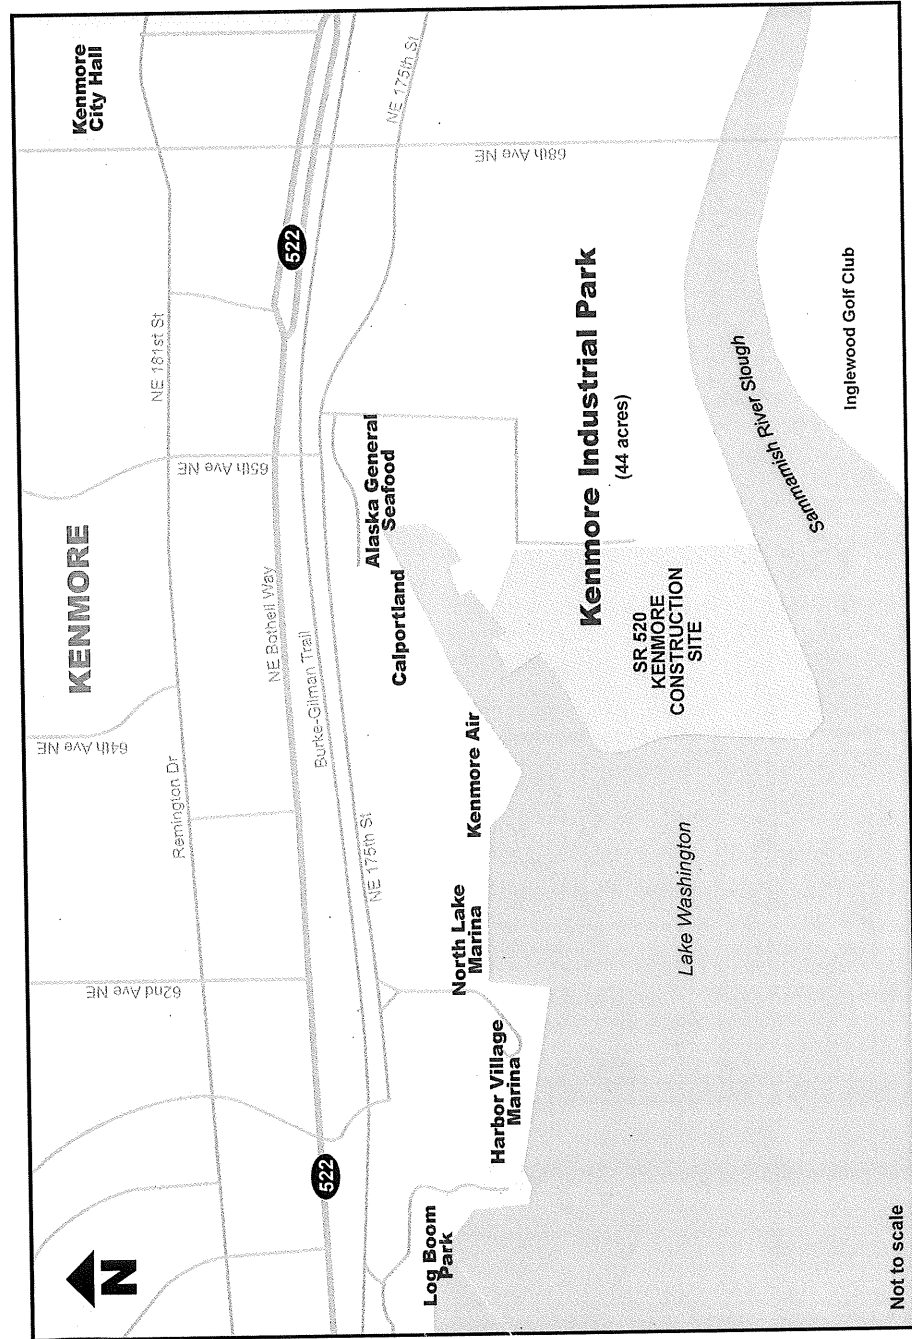 KENMORE
Kenmore
City Hall
64th Ave NE
62nd Ave NE
65th Ave NE
68th Ave NE
Remington Dr
NE 181st St
NE Bothell Way
522
522
Burke-Gilman Trail
NE 175th St
NE 175th St
N
Log Boom
Park
Harbor Village
Marina
North Lake
Marina
Kenmore Air
Calportland
Alaska General
Seafood
Kenmore Industrial Park
(44 acres)
SR 520
KENMORE
CONSTRUCTION
SITE
Lake Washington
Sammamish River Slough
Inglewood Golf Club
Not to scale